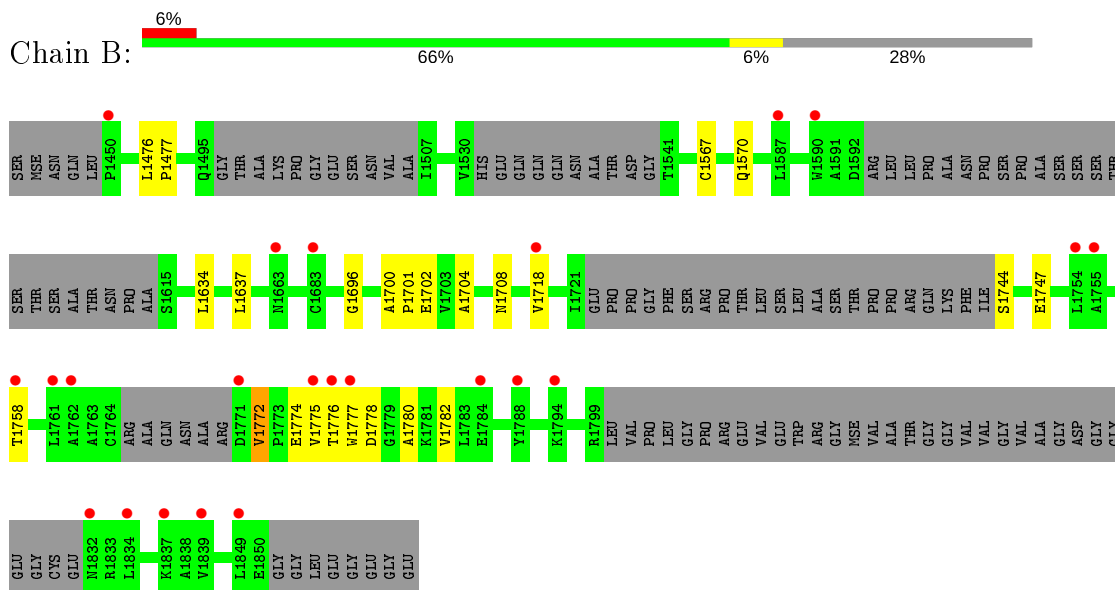 6%
Chain B:
66% 6% 28%
SER MSE ASN GLN LEU P1450 L1476 P1477 Q1495 GLY THR ALA LYS PRO GLY GLU SER ASN VAL ALA I1507 V1530 HIS GLU GLN GLN GLN ASN ALA THR ASP GLY T1541 C1567 Q1570 L1587 W1590 A1591 D1592 ARG LEU LEU PRO ALA ASN PRO SER PRO ALA SER SER SER THR
SER THR SER ALA THR ASN PRO ALA S1615 L1634 L1637 N1663 C1683 G1696 A1700 P1701 E1702 V1703 A1704 N1708 V1718 I1721 GLU PRO PRO GLY PHE SER ARG PRO THR LEU SER LEU ALA SER THR PRO PRO ARG GLN LYS PHE ILE S1744 E1747 L1754 A1755
T1758 L1761 A1762 A1763 C1764 ARG ALA GLN ASN ALA ARG D1771 V1772 P1773 E1774 V1775 T1776 W1777 D1778 G1779 A1780 K1781 V1782 L1783 E1784 Y1788 K1794 R1799 LEU VAL PRO LEU GLY PRO ARG GLU VAL GLU TRP ARG GLY MSE VAL ALA THR GLY GLY VAL VAL GLY VAL ALA GLY ASP GLY GLY
GLU GLY CYS GLU N1832 R1833 L1834 K1837 A1838 V1839 L1849 E1850 GLY GLY LEU GLU GLY GLU GLY GLU